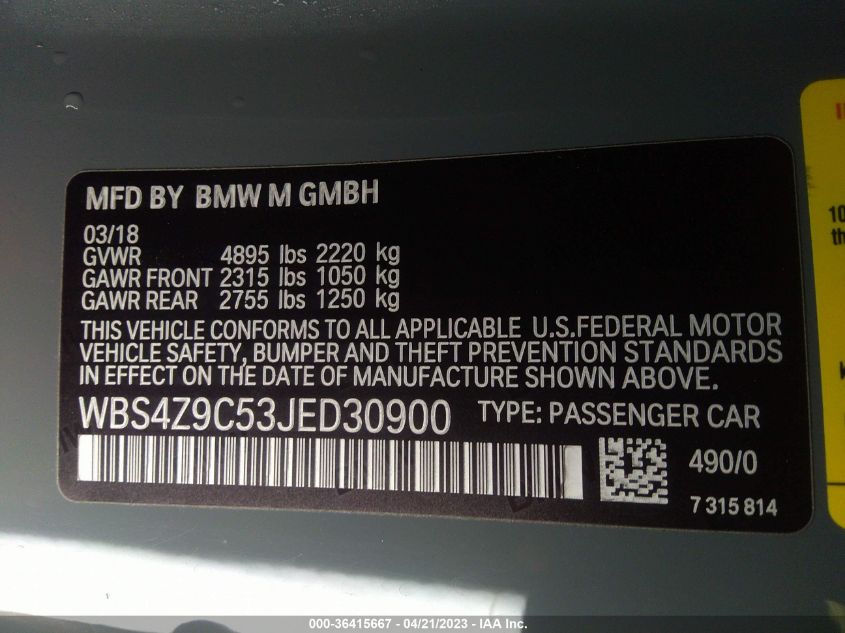 MFD BY BMW M GMBH
03/18
GVWR 4895 lbs 2220 kg
GAWR FRONT 2315 lbs 1050 kg
GAWR REAR 2755 lbs 1250 kg
THIS VEHICLE CONFORMS TO ALL APPLICABLE U.S.FEDERAL MOTOR
VEHICLE SAFETY, BUMPER AND THEFT PREVENTION STANDARDS
IN EFFECT ON THE DATE OF MANUFACTURE SHOWN ABOVE.
WBS4Z9C53JED30900 TYPE: PASSENGER CAR
490/0
7 315 814
10
th
000-36415667 - 04/21/2023 - IAA Inc.